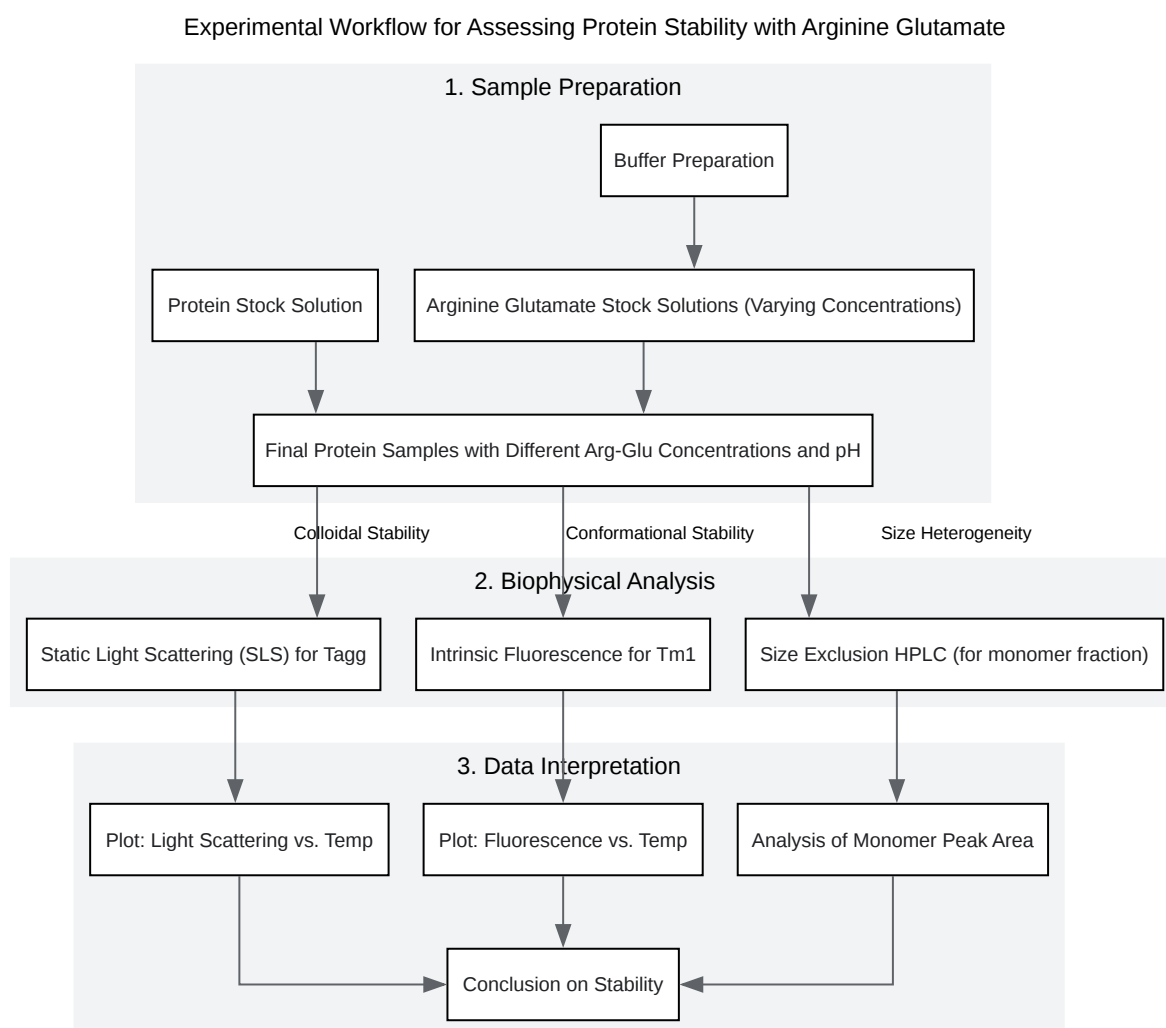 Experimental Workflow for Assessing Protein Stability with Arginine Glutamate
1. Sample Preparation
Buffer Preparation
Protein Stock Solution
Arginine Glutamate Stock Solutions (Varying Concentrations)
Final Protein Samples with Different Arg-Glu Concentrations and pH
Colloidal Stability
Conformational Stability
Size Heterogeneity
2. Biophysical Analysis
Static Light Scattering (SLS) for Tagg
Intrinsic Fluorescence for Tm1
Size Exclusion HPLC (for monomer fraction)
3. Data Interpretation
Plot: Light Scattering vs. Temp
Plot: Fluorescence vs. Temp
Analysis of Monomer Peak Area
Conclusion on Stability